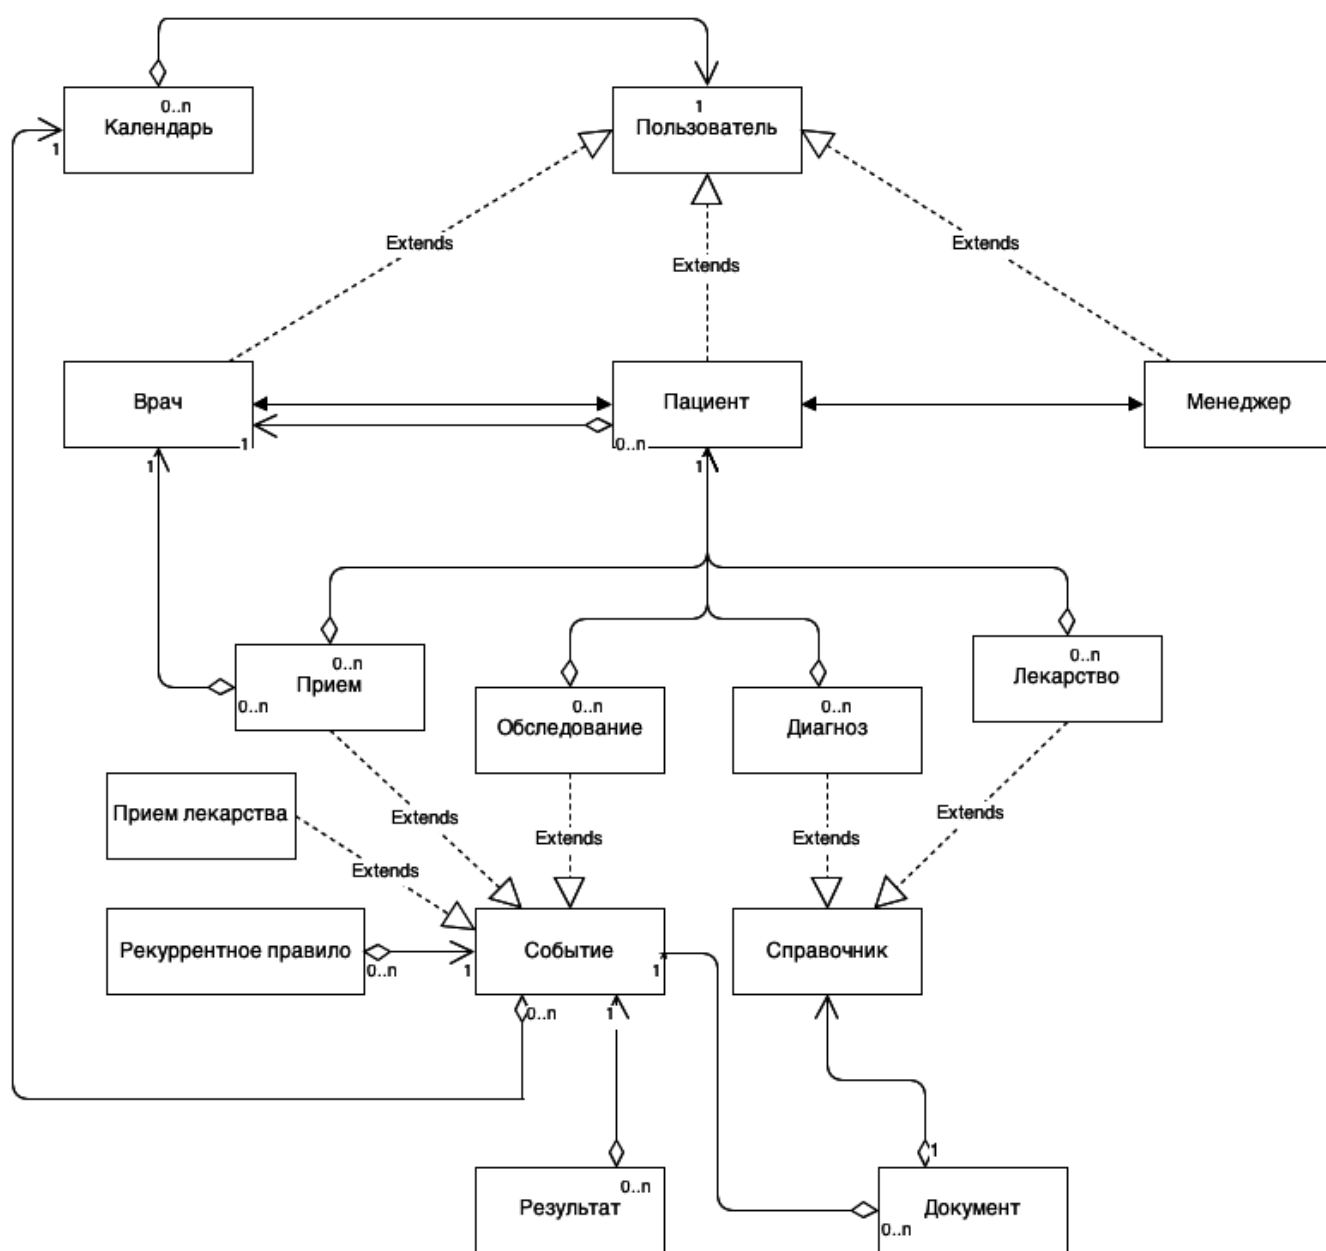 0..n
Календарь
1
1
Пользователь
Extends
Extends
Extends
Врач
1
1
Пациент
0..n
1
Менеджер
0..n
Прием
0..n
0..n
Обследование
0..n
Диагноз
0..n
Лекарство
Прием лекарства
Extends
Extends
Extends
Extends
Extends
Рекуррентное правило
0..n
1
Событие
1
0..n
1
Справочник
0..n
Результат
1
Документ
0..n